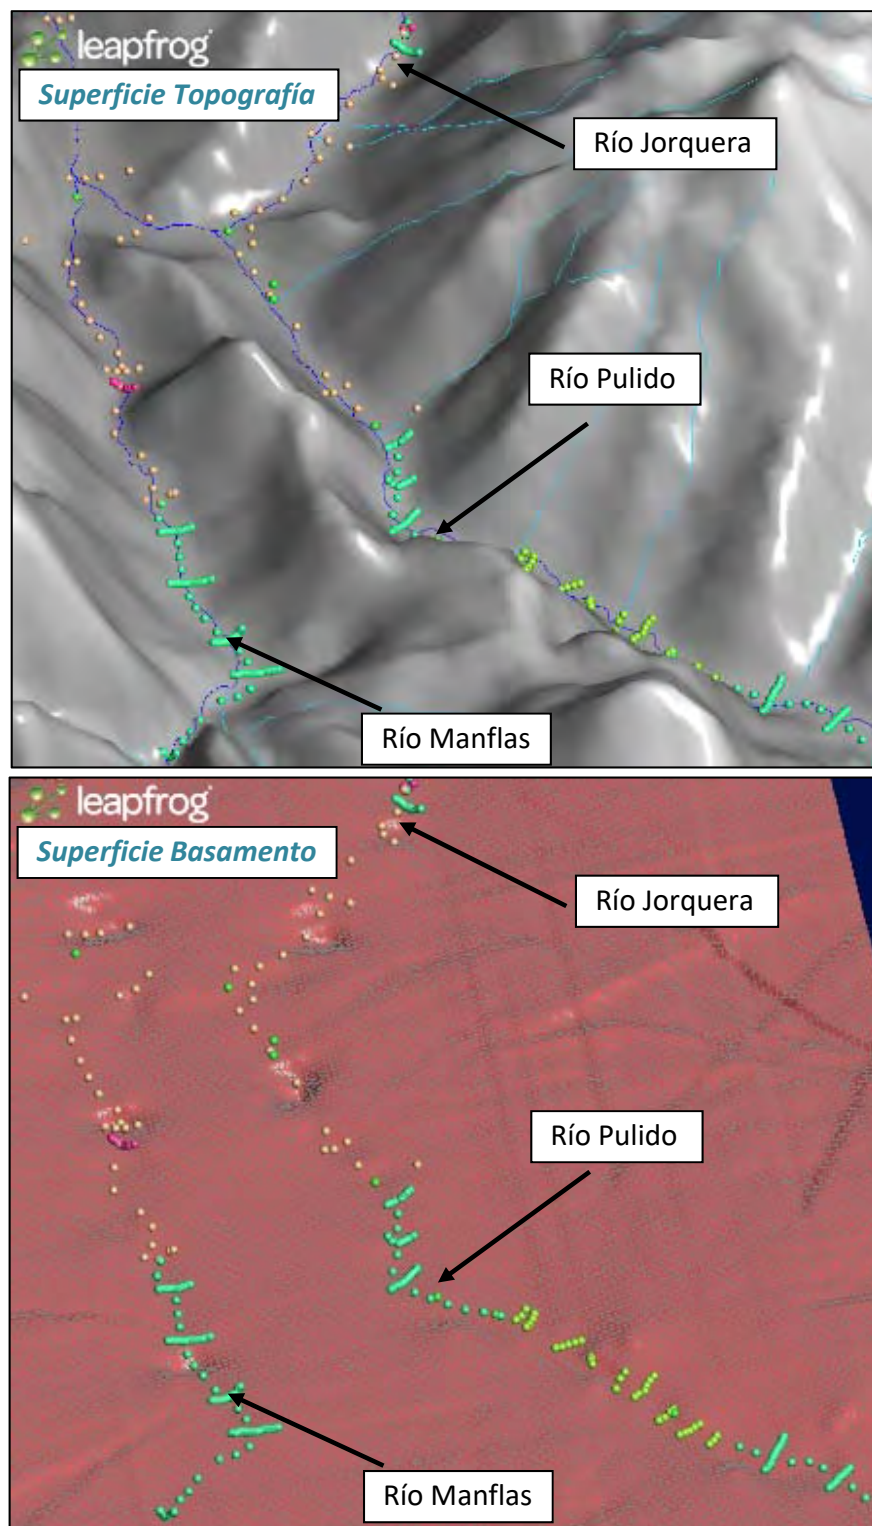 leapfrog
Superficie Topografía
Río Jorquera
Río Pulido
Río Manflas
leapfrog
Superficie Basamento
Río Jorquera
Río Pulido
Río Manflas